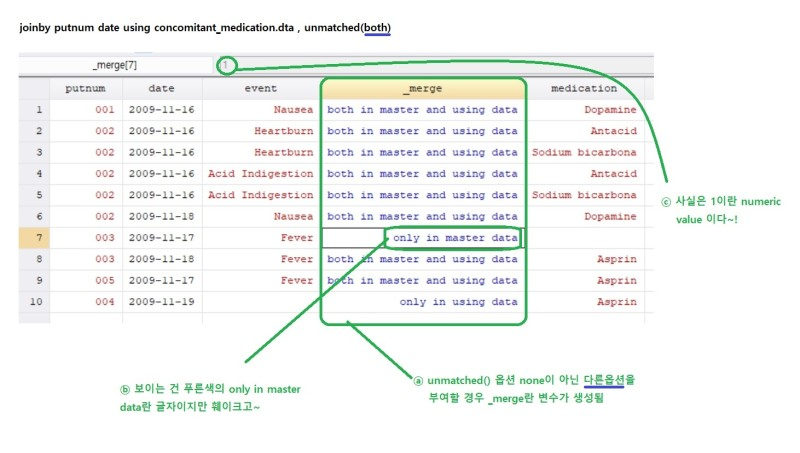 joinby putnum date using concomitant_medication.dta , unmatched(both)
_merge[7] 1
putnum date event _merge medication
1 001 2009-11-16 Nausea both in master and using data Dopamine
2 002 2009-11-16 Heartburn both in master and using data Antacid
3 002 2009-11-16 Heartburn both in master and using data Sodium bicarbona
4 002 2009-11-16 Acid Indigestion both in master and using data Antacid
5 002 2009-11-16 Acid Indigestion both in master and using data Sodium bicarbona
6 002 2009-11-18 Nausea both in master and using data Dopamine
7 003 2009-11-17 Fever only in master data
8 003 2009-11-18 Fever both in master and using data Asprin
9 005 2009-11-17 Fever both in master and using data Asprin
10 004 2009-11-19 only in using data Asprin
ⓒ 사실은 1이란 numeric
value 이다~!
ⓑ 보이는 건 푸른색의 only in master
data란 글자이지만 훼이크고~
ⓐ unmatched() 옵션 none이 아닌 다른옵션을
부여할 경우 _merge란 변수가 생성됨